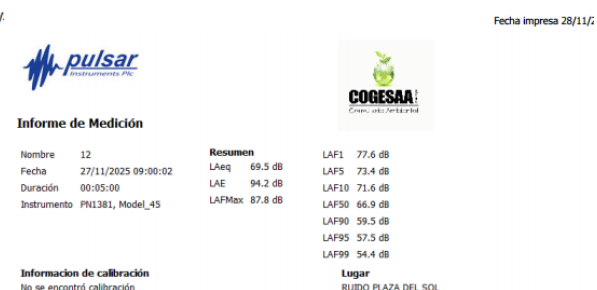 Fecha impresa 28/11/2
pulsar
Instruments Plc
COGESAA
Informe de Medición
Nombre 12
Fecha 27/11/2025 09:00:02
Duración 00:05:00
Instrumento PN1381, Model_45
Resumen
LAeq 69.5 dB
LAE 94.2 dB
LAFMax 87.8 dB
LAF1 77.6 dB
LAF5 73.4 dB
LAF10 71.6 dB
LAF50 66.9 dB
LAF90 59.5 dB
LAF95 57.5 dB
LAF99 54.4 dB
Informacion de calibración
No se encontró calibración
Lugar
RUIDO PLAZA DEL SOL